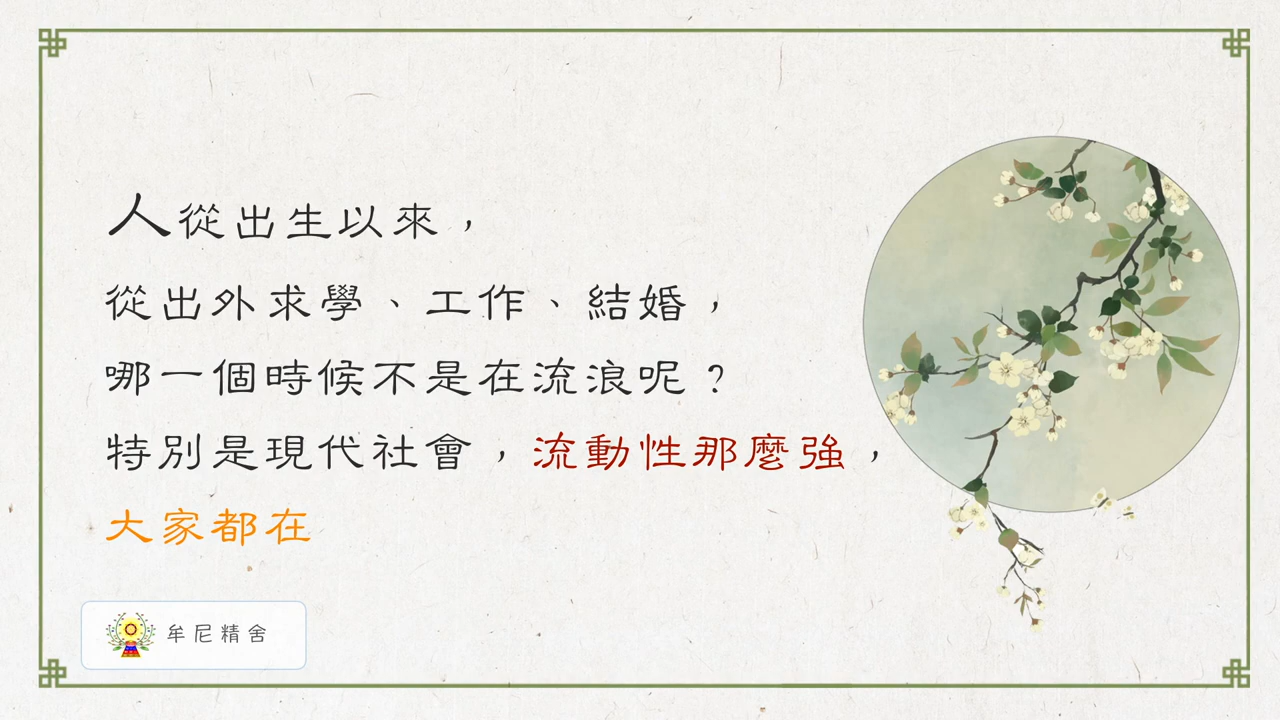 人從出生以來，
從出外求學、工作、結婚，
哪一個時候不是在流浪呢？
特別是現代社會，流動性那麼強，
大家都在
牟尼精舍